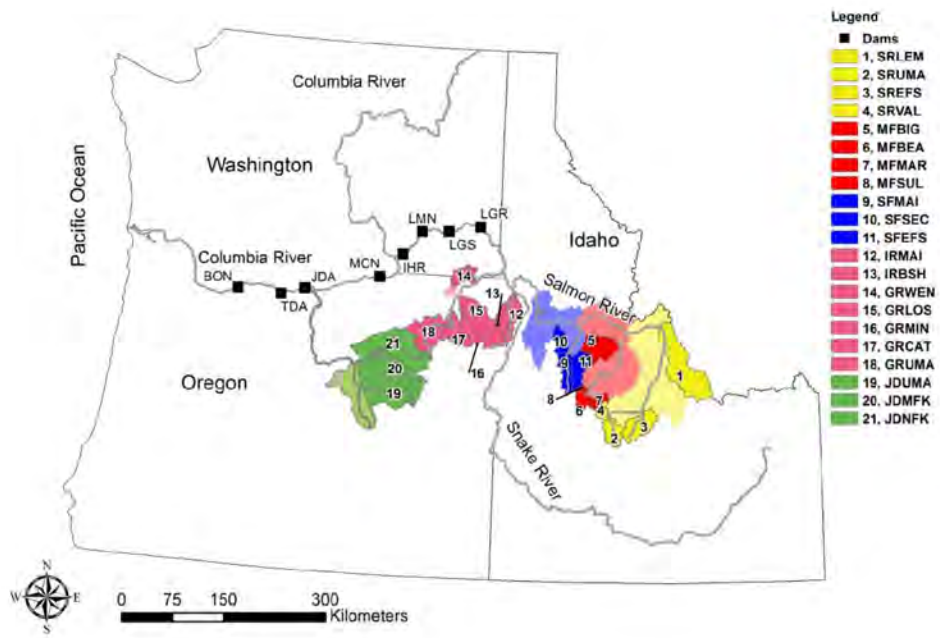 Legend
Dams
1, SRLEM
2, SRUMA
3, SREFS
4, SRVAL
5, MFBIG
6, MFBEA
7, MFMAR
8, MFSUL
9, SFMAI
10, SFSEC
11, SFEFS
12, IRMAI
13, IRBSH
14, GRWEN
15, GRLOS
16, GRMIN
17, GRCAT
18, GRUMA
19, JDUMA
20, JDMFK
21, JDNFK
Columbia River
Pacific Ocean
Washington
LMN
LGR
LGS
Idaho
Columbia River
MCN
IHR
BON
JDA
TDA
14
13
Salmon River
15
12
18
17
21
10
5
9
11
20
16
1
Oregon
19
8
7
6
4
3
2
Snake River
N
W
E
S
0
75
150
300
Kilometers